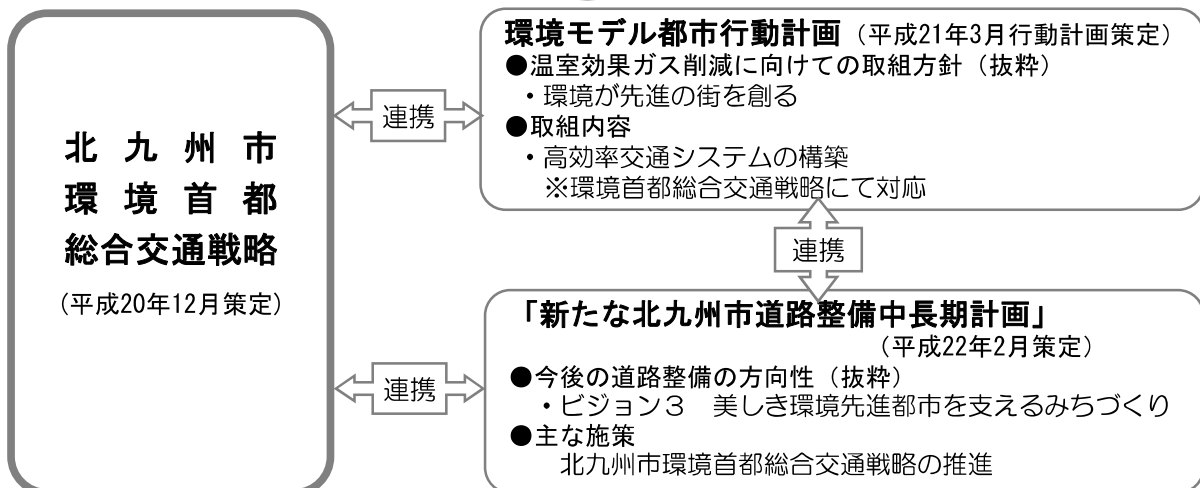 北九州市
環境首都
総合交通戦略
(平成20年12月策定)
連携
環境モデル都市行動計画（平成21年3月行動計画策定）
●温室効果ガス削減に向けての取組方針（抜粋）
・環境が先進の街を創る
●取組内容
・高効率交通システムの構築
※環境首都総合交通戦略にて対応
連携
連携
「新たな北九州市道路整備中長期計画」
（平成22年2月策定）
●今後の道路整備の方向性（抜粋）
・ビジョン３　美しき環境先進都市を支えるみちづくり
●主な施策
北九州市環境首都総合交通戦略の推進